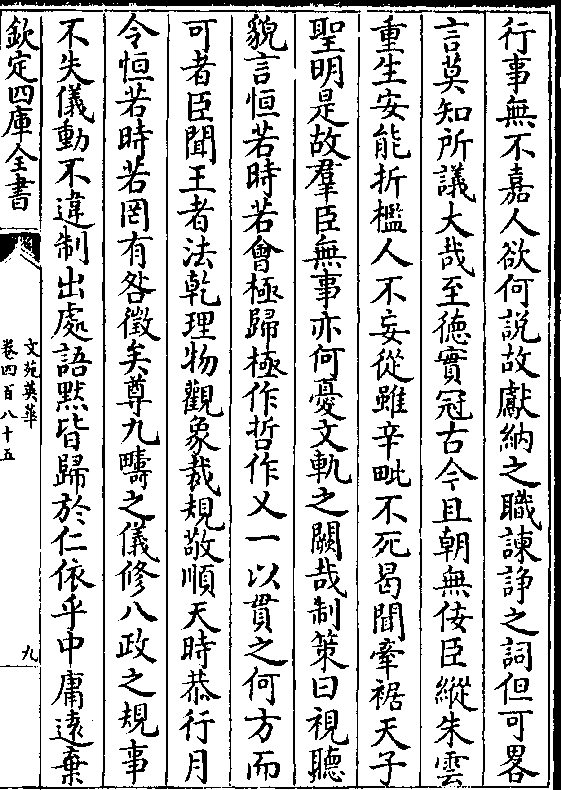 行事無不嘉人欲何說故獻納之職諫諍之詞但可畧
言莫知所議大哉至徳實冠古今且朝無佞臣縱朱雲
重生安能折檻人不妄從雖辛毗不死曷聞牽裾天子
聖明是故羣臣無事亦何憂文軌之闕哉制策曰視聽
貌言恒若時若會極歸極作哲作乂一以貫之何方而
可者臣聞王者法乾理物觀象裁規敬順天時恭行月
令恒若時若罔有咎徵矣尊九疇之儀修八政之規事
不失儀動不違制出處語黙皆歸於仁依乎中庸逺棄
欽定四庫全書
文苑英華
卷四百八十五
九